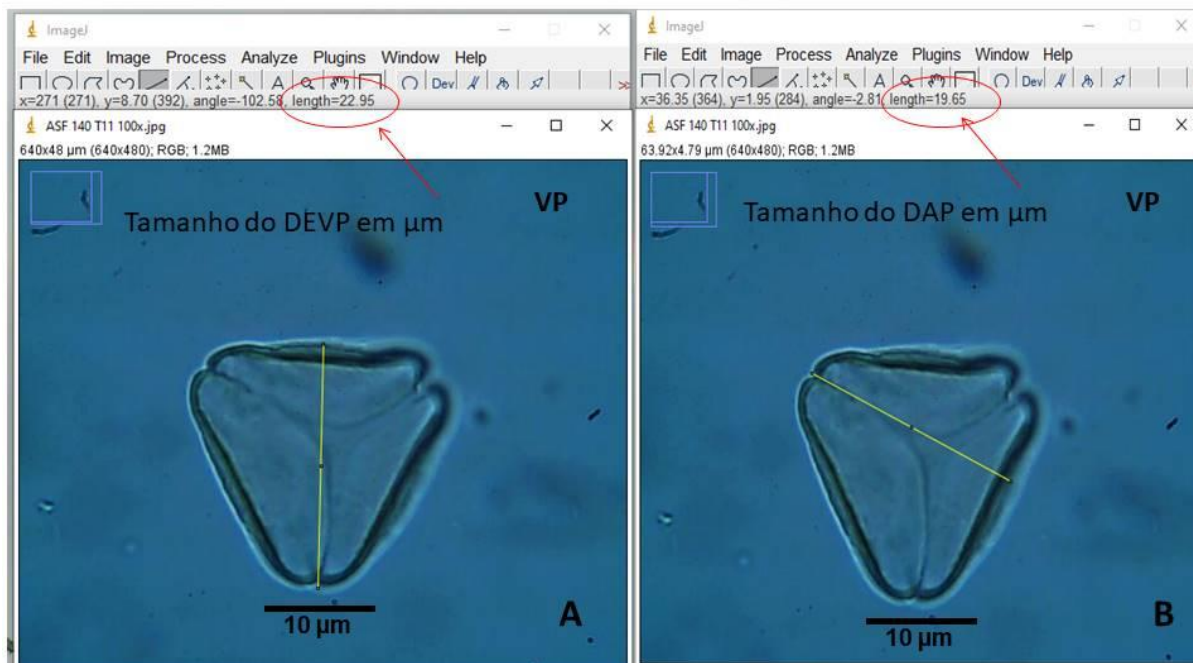 ImageJ
File Edit Image Process Analyze Plugins Window Help
A Dev
x=271 (271), y=8.70 (392), angle=-102.58, length=22.95
ASF 140 T11 100x.jpg
640x48 µm (640x480); RGB; 1.2MB
VP
Tamanho do DEVP em µm
10 µm
A
ImageJ
File Edit Image Process Analyze Plugins Window Help
A Dev
x=36.35 (364), y=1.95 (284), angle=-2.81, length=19.65
ASF 140 T11 100x.jpg
63.92x4.79 µm (640x480); RGB; 1.2MB
VP
Tamanho do DAP em µm
10 µm
B